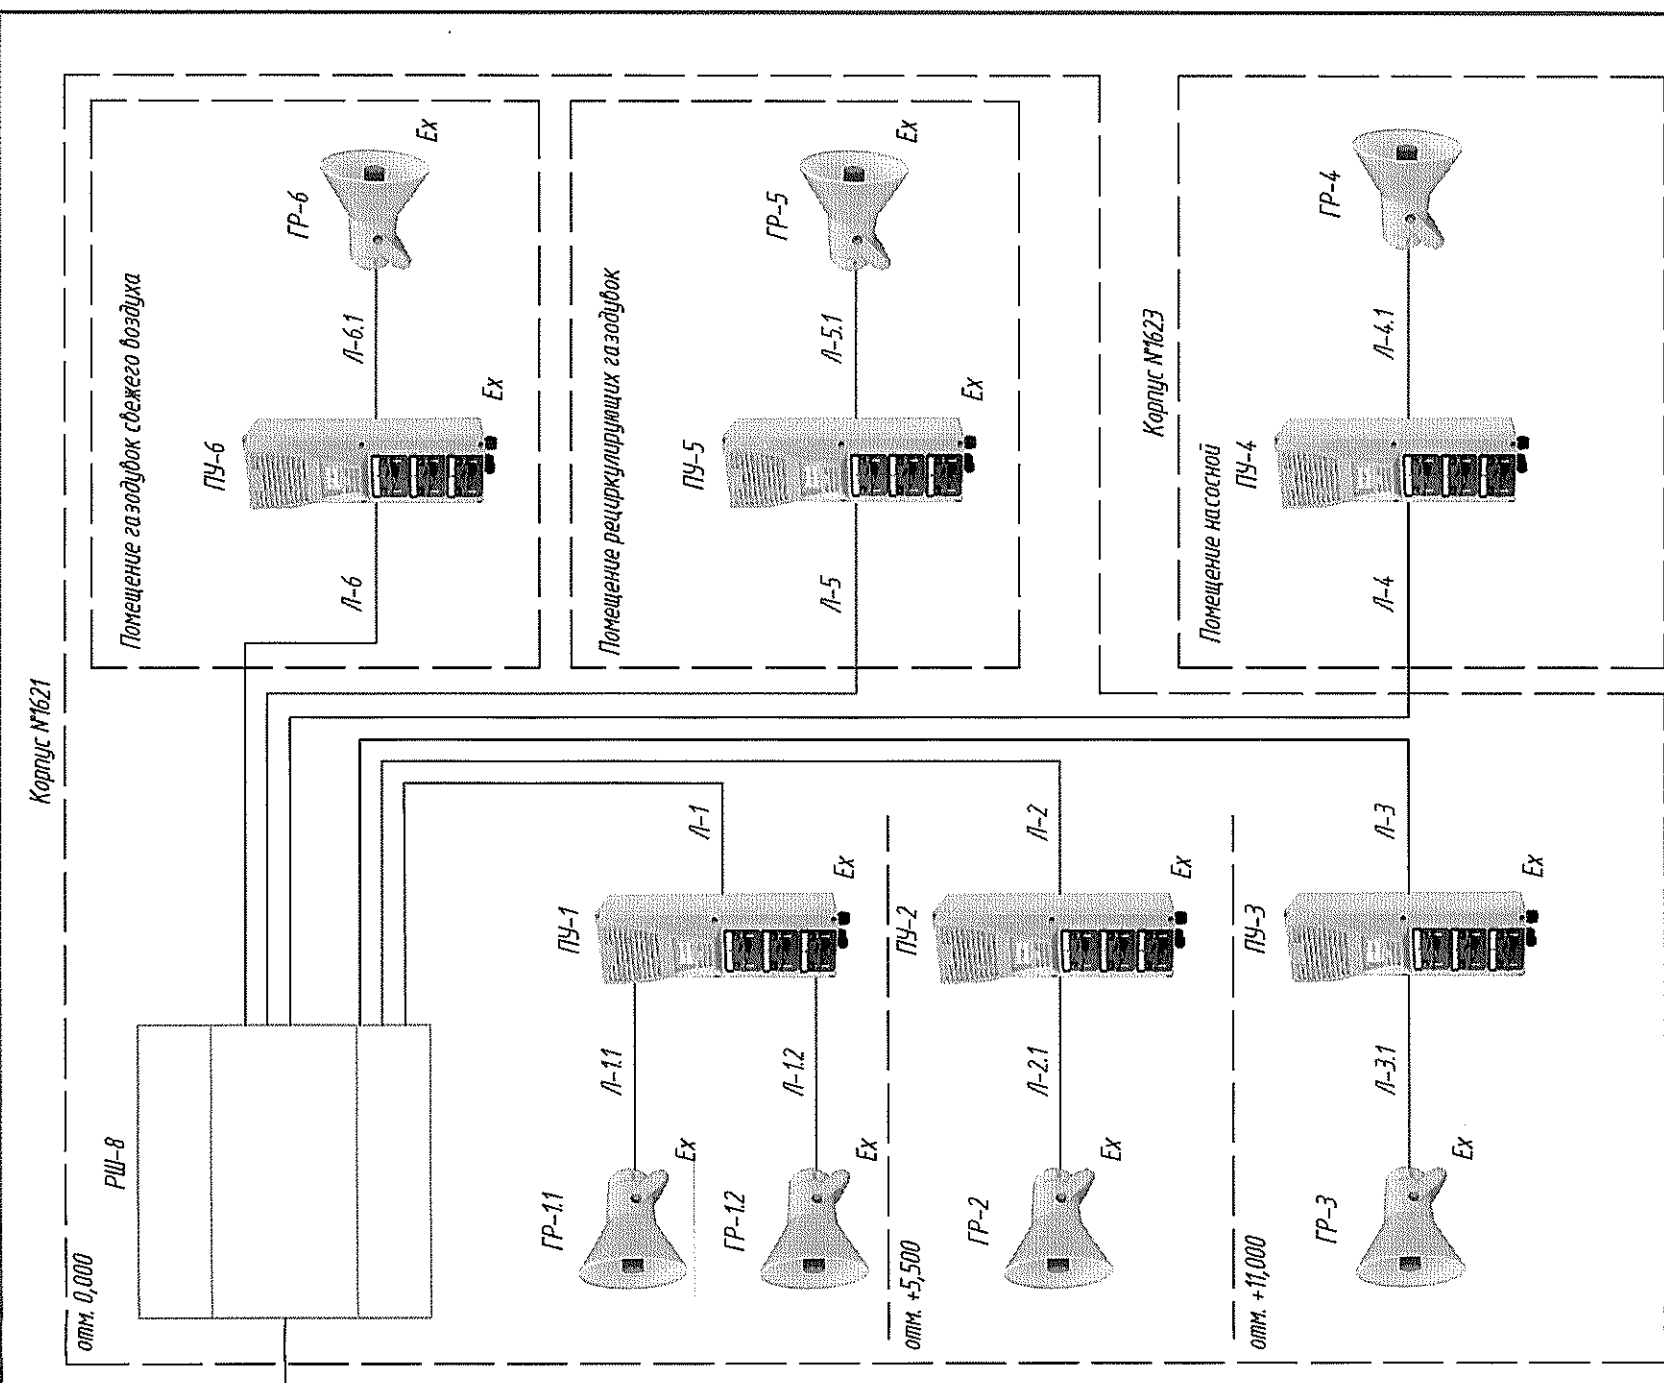 Корпус №1621
Помещение газодувок свежего воздуха
ПУ-6
ГР-6
Ex
Л-6
Л-6.1
Ex
Помещение рециркулирующих газодувок
ПУ-5
ГР-5
Ex
Л-5
Л-5.1
Ex
Корпус №1623
Помещение насосной
ПУ-4
ГР-4
Л-4
Л-4.1
отм. 0,000
РШ-8
ГР-1.1
Ex
Л-1.1
ПУ-1
Л-1
ГР-1.2
Ex
Л-1.2
Ex
отм. +5,500
ГР-2
Ex
Л-2.1
ПУ-2
Ex
Л-2
отм. +11,000
ГР-3
Ex
Л-3.1
ПУ-3
Ex
Л-3